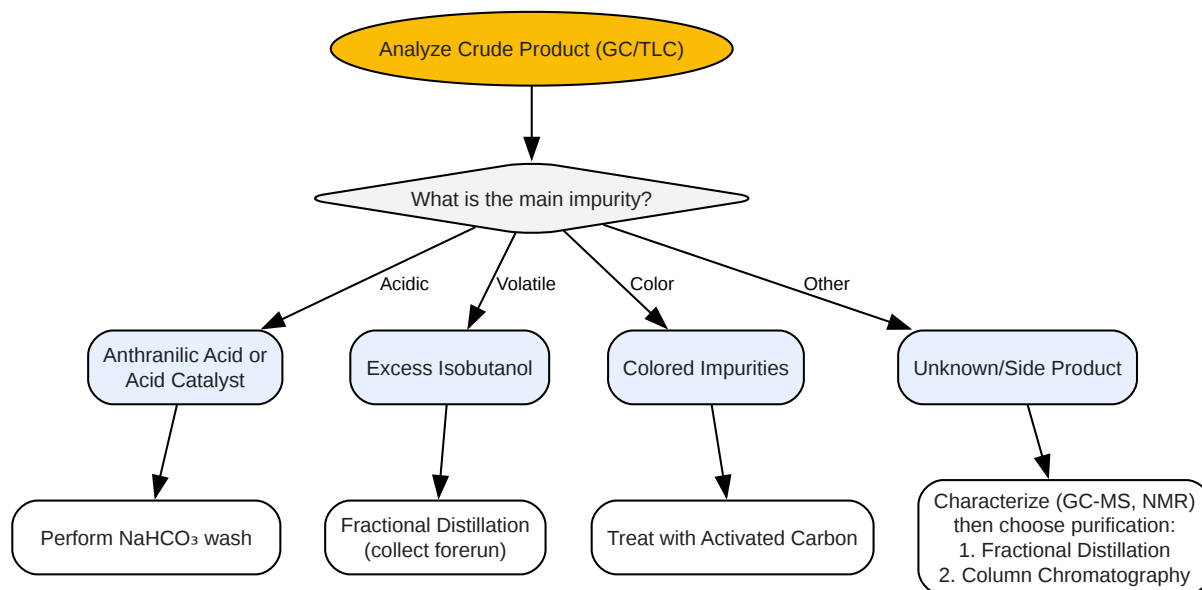 Analyze Crude Product (GC/TLC)
What is the main impurity?
Acidic
Volatile
Color
Other
Anthranilic Acid or
Acid Catalyst
Excess Isobutanol
Colored Impurities
Unknown/Side Product
Perform NaHCO₃ wash
Fractional Distillation
(collect forerun)
Treat with Activated Carbon
Characterize (GC-MS, NMR)
then choose purification:
1. Fractional Distillation
2. Column Chromatography